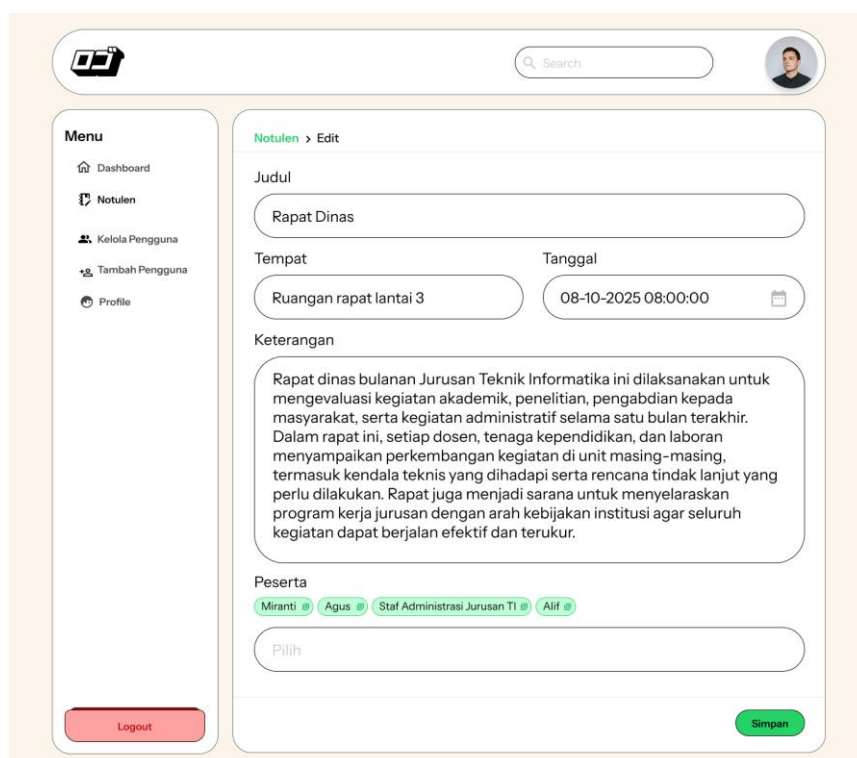 Search
Menu
Dashboard
Notulen
Kelola Pengguna
Tambah Pengguna
Profile
Logout
Notulen > Edit
Judul
Rapat Dinas
Tempat
Tanggal
Ruangan rapat lantai 3
08-10-2025 08:00:00
Keterangan
Rapat dinas bulanan Jurusan Teknik Informatika ini dilaksanakan untuk
mengevaluasi kegiatan akademik, penelitian, pengabdian kepada
masyarakat, serta kegiatan administratif selama satu bulan terakhir.
Dalam rapat ini, setiap dosen, tenaga kependidikan, dan laboran
menyampaikan perkembangan kegiatan di unit masing-masing,
termasuk kendala teknis yang dihadapi serta rencana tindak lanjut yang
perlu dilakukan. Rapat juga menjadi sarana untuk menyelaraskan
program kerja jurusan dengan arah kebijakan institusi agar seluruh
kegiatan dapat berjalan efektif dan terukur.
Peserta
Miranti Agus Staf Administrasi Jurusan TI Alif
Pilih
Simpan